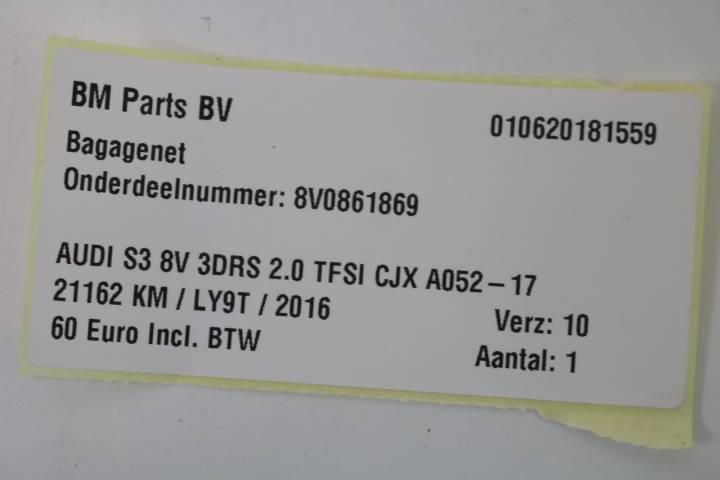 BM Parts BV
010620181559
Bagagenet
Onderdeelnummer: 8V0861869
AUDI S3 8V 3DRS 2.0 TFSI CJX A052-17
21162 KM / LY9T / 2016
Verz: 10
60 Euro Incl. BTW
Aantal: 1